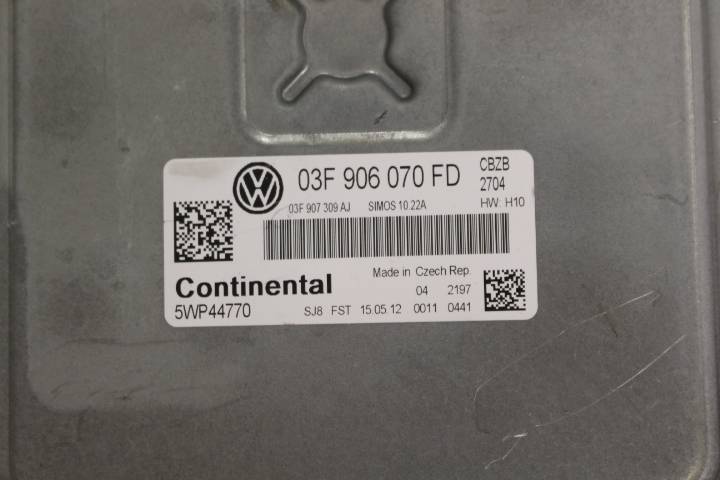 03F 906 070 FD CBZB
2704
03F 907 309 AJ SIMOS 10.22A HW: H10
Continental Made in Czech Rep.
04 2197
5WP44770 SJ8 FST 15.05.12 0011 0441